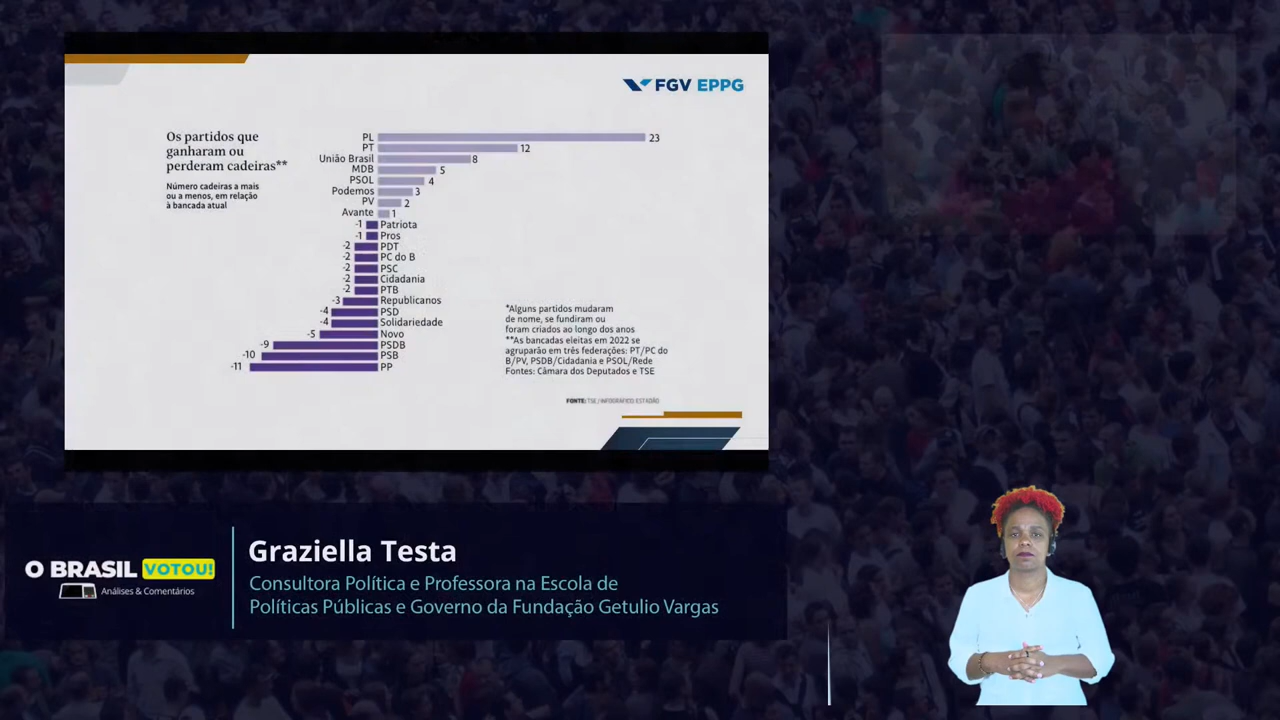 FGV EPPG
Os partidos que
ganharam ou
perderam cadeiras**
Número cadeiras a mais
ou a menos, em relação
à bancada atual
PL 23
PT 12
União Brasil 8
MDB 5
PSOL 4
Podemos 3
PV 2
Avante 1
-1 Patriota
-1 Pros
-2 PDT
-2 PC do B
-2 PSC
-2 Cidadania
-2 PTB
-3 Republicanos
-4 PSD
-4 Solidariedade
-5 Novo
-9 PSDB
-10 PSB
-11 PP
*Alguns partidos mudaram
de nome, se fundiram ou
foram criados ao longo dos anos
**As bancadas eleitas em 2022 se
agruparão em três federações: PT/PC do
B/PV, PSDB/Cidadania e PSOL/Rede
Fontes: Câmara dos Deputados e TSE
FONTE: TSE / INFOGRÁFICO: ESTADÃO
O BRASIL VOTOU!
Análises & Comentários
Graziella Testa
Consultora Política e Professora na Escola de
Políticas Públicas e Governo da Fundação Getulio Vargas